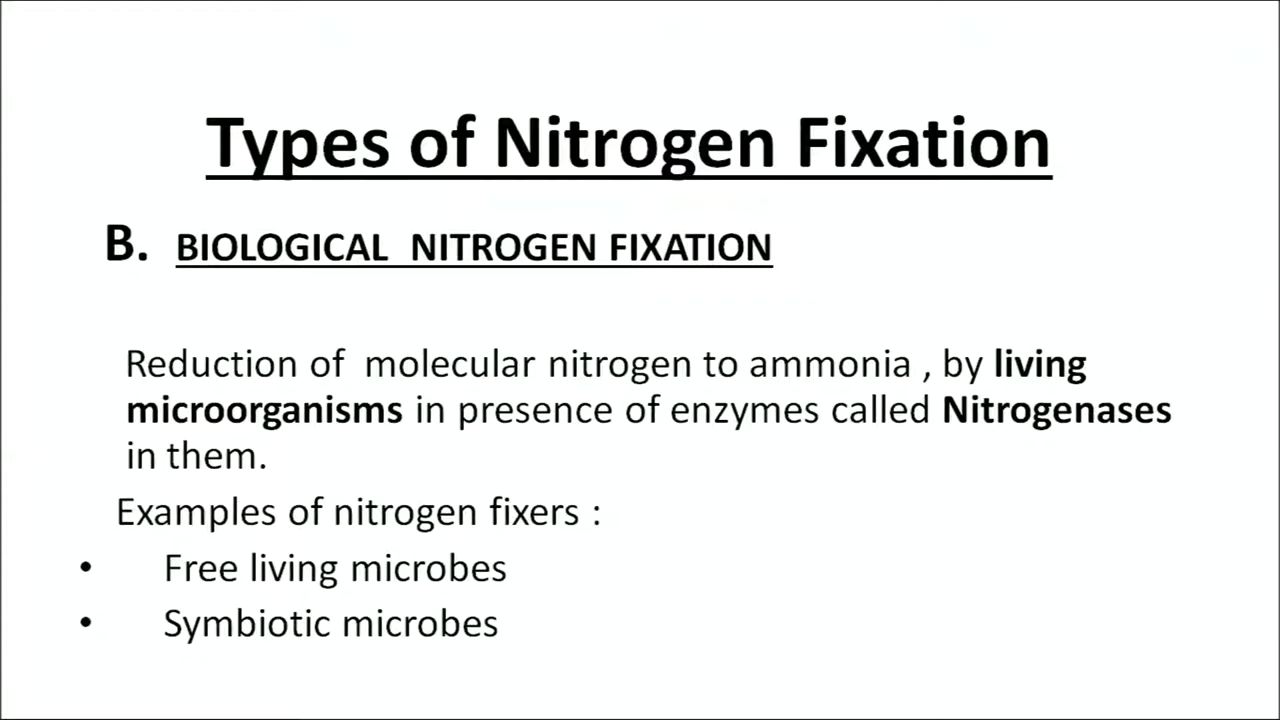 Types of Nitrogen Fixation
B. BIOLOGICAL NITROGEN FIXATION
Reduction of molecular nitrogen to ammonia , by living
microorganisms in presence of enzymes called Nitrogenases
in them.
Examples of nitrogen fixers :
• Free living microbes
• Symbiotic microbes